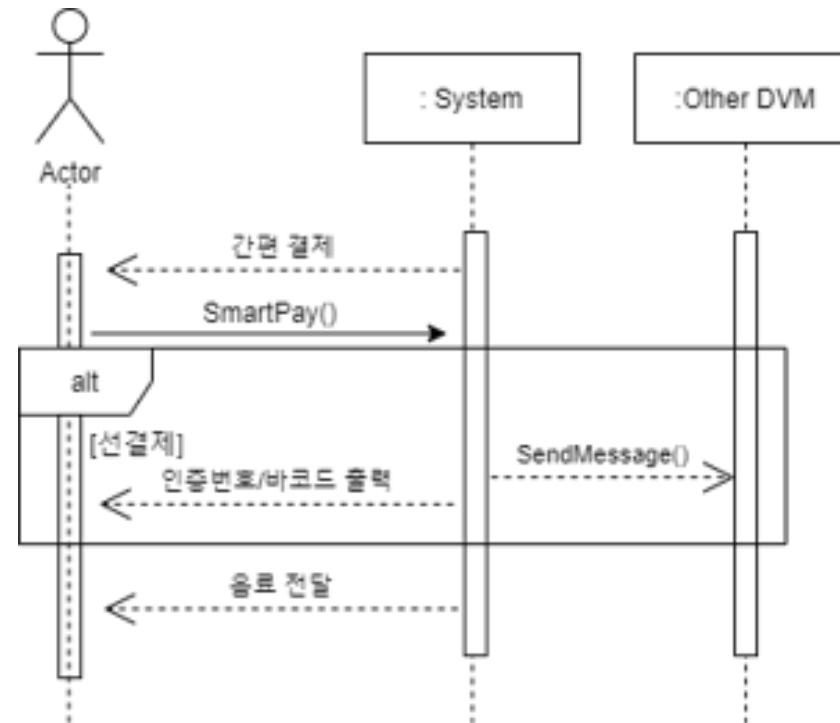 : System
:Other DVM
Actor
간편 결제
SmartPay()
alt
[선결제]
SendMessage()
인증번호/바코드 출력
음료 전달